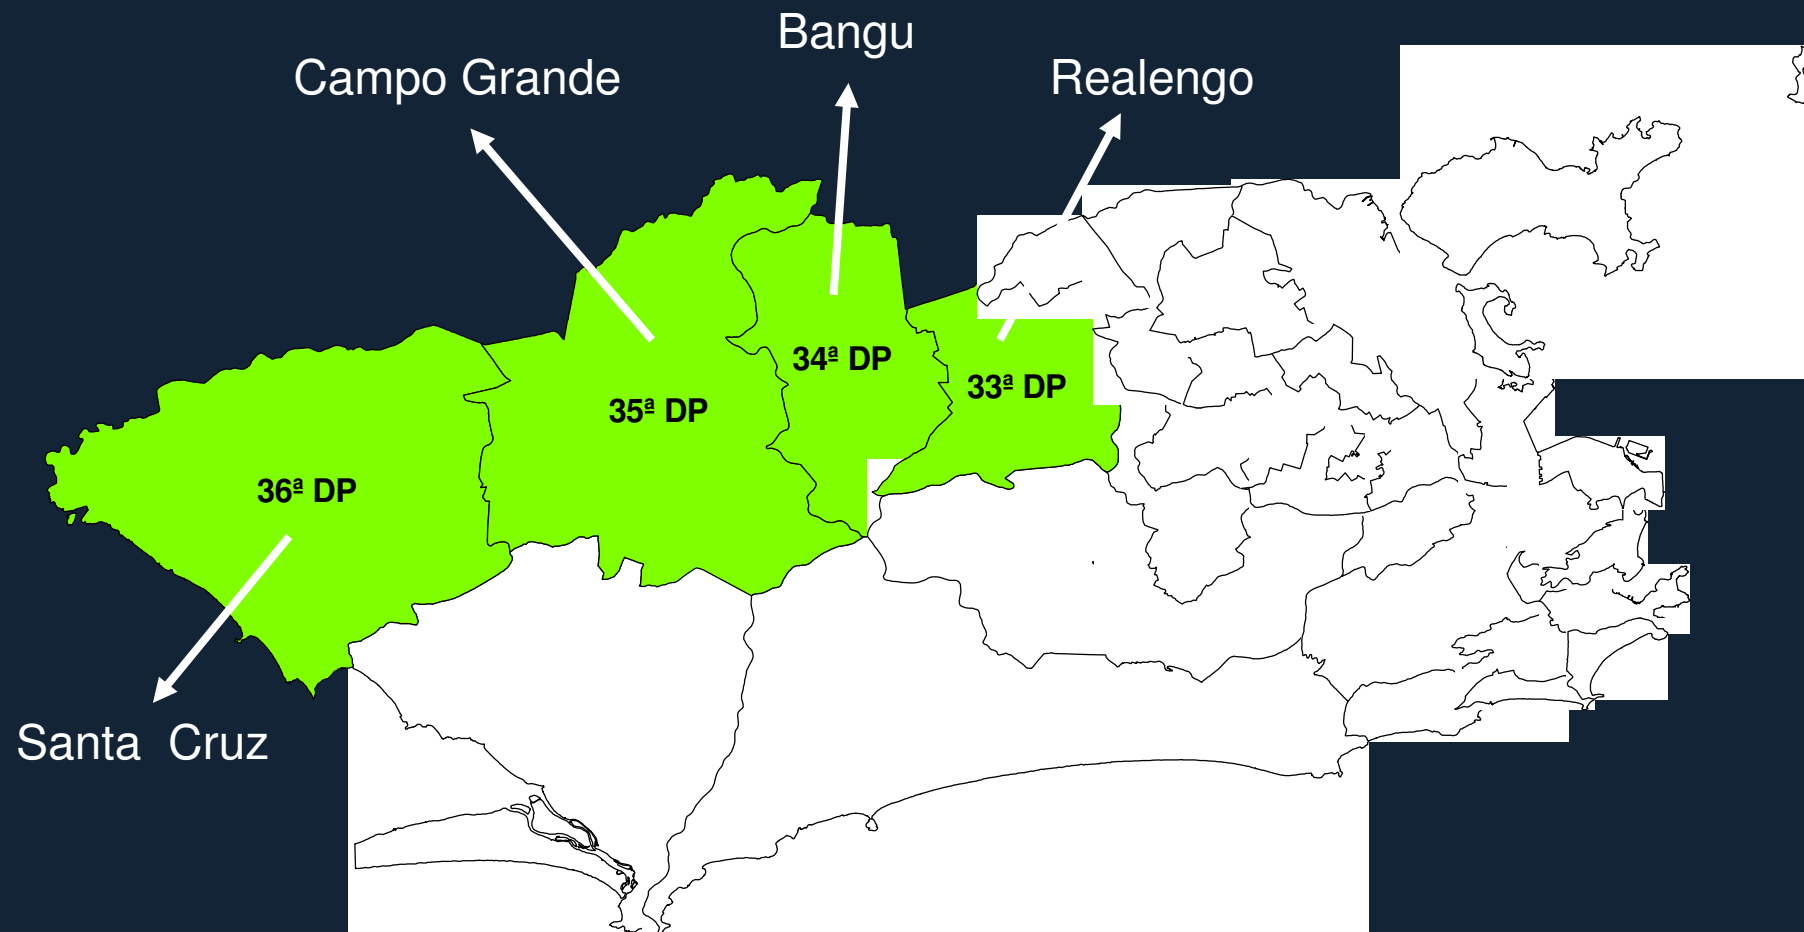 Bangu
Campo Grande
Realengo
34ª DP
33ª DP
35ª DP
36ª DP
Santa  Cruz